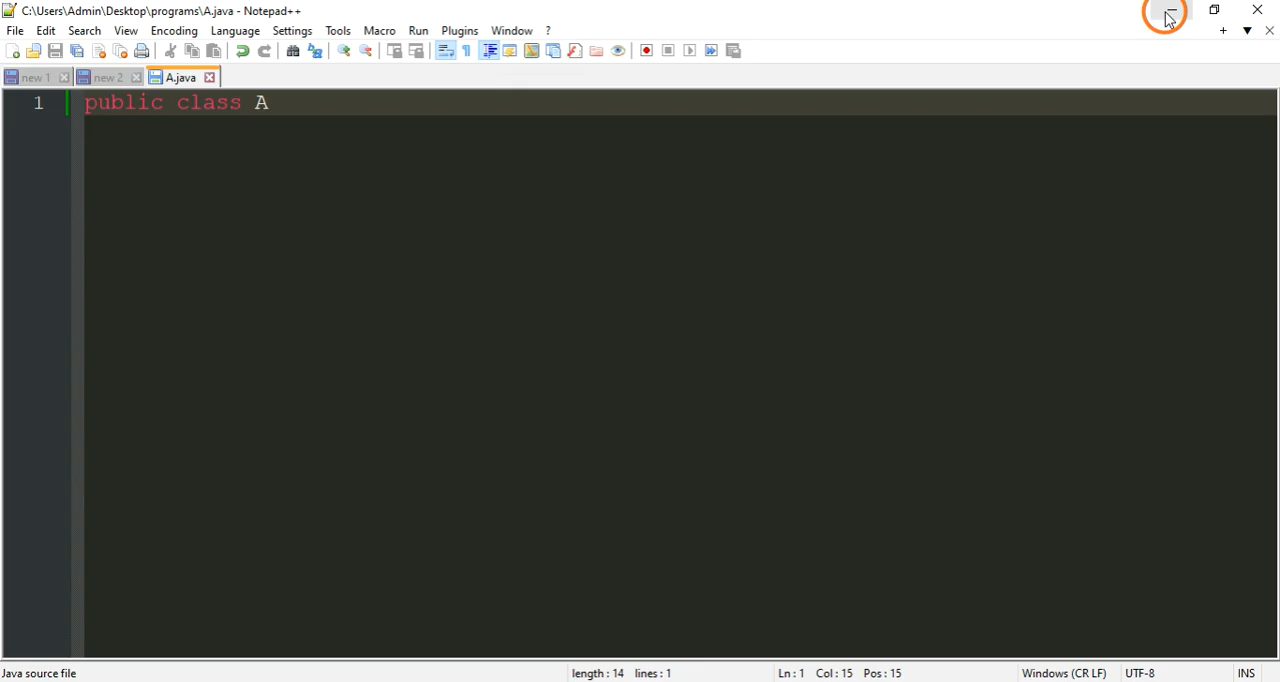 C:\Users\Admin\Desktop\programs\A.java - Notepad++
File Edit Search View Encoding Language Settings Tools Macro Run Plugins Window ?
new 1 new 2 A.java
1 public class A
Java source file length : 14 lines : 1 Ln : 1 Col : 15 Pos : 15 Windows (CR LF) UTF-8 INS